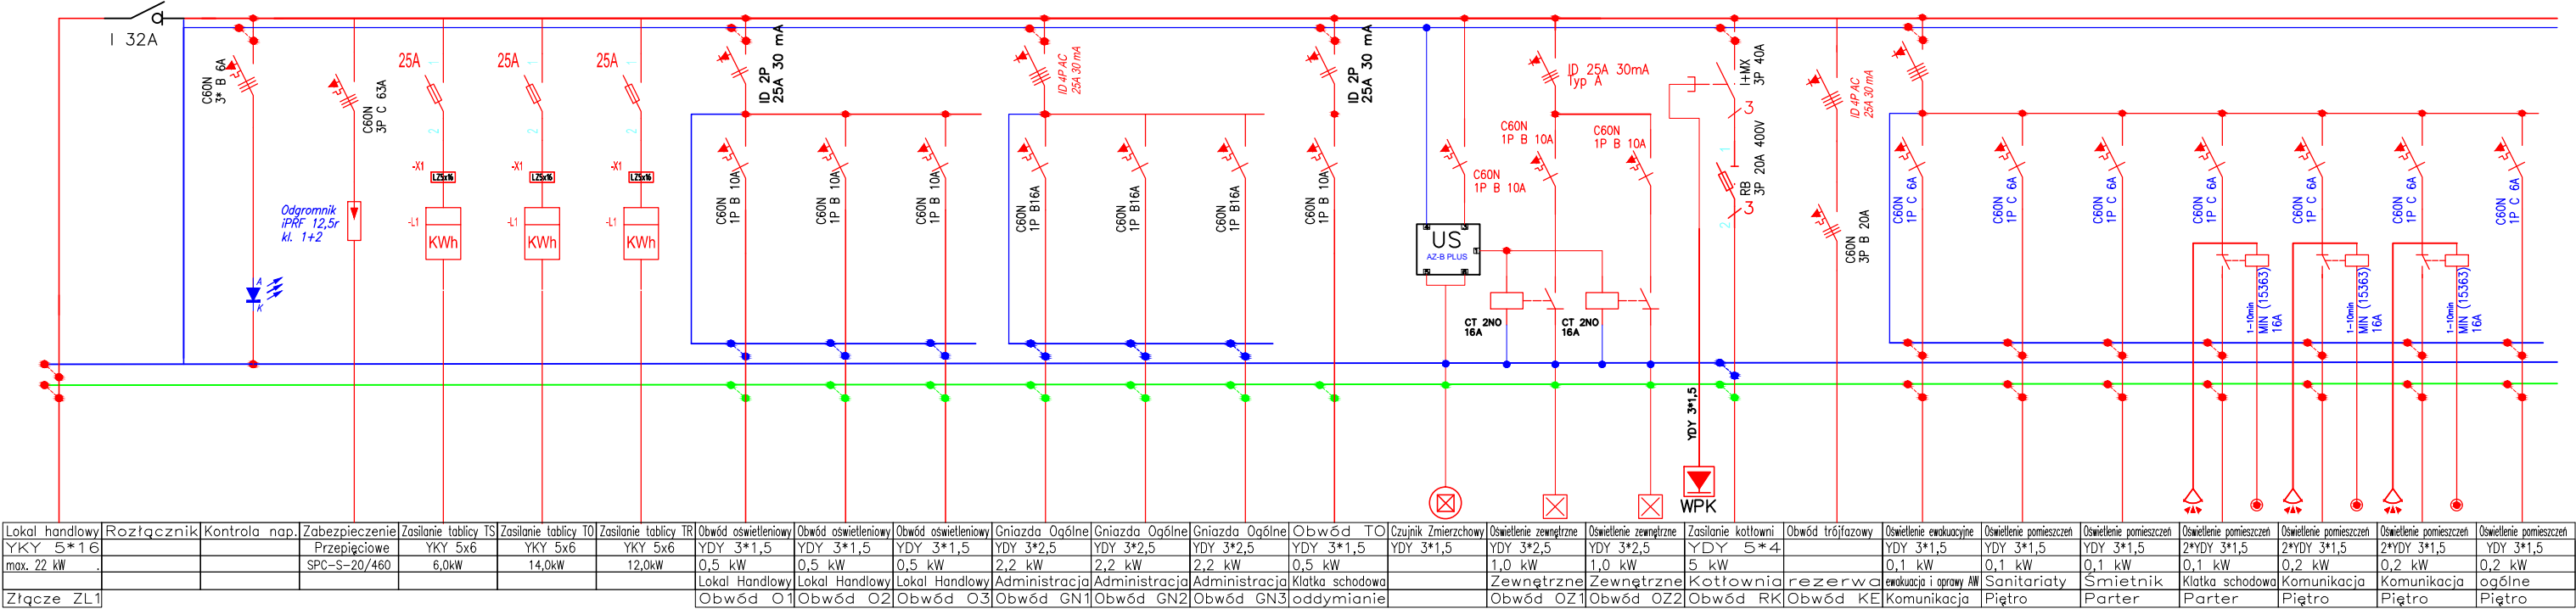 I 32A
C60N
3* B 6A
A
K
Odgromnik
iPRF 12,5r
kl. 1+2
C60N
3P C 63A
25A
1
2
-X1
LZ5x16
-L1
KWh
25A
1
2
-X1
LZ5x16
-L1
KWh
25A
1
2
-X1
LZ5x16
-L1
KWh
ID 2P
25A 30 mA
C60N
1P B 10A
C60N
1P B 10A
C60N
1P B 10A
ID 4P AC
25A 30 mA
C60N
1P B16A
C60N
1P B16A
C60N
1P B16A
ID 2P
25A 30 mA
C60N
1P B 10A
C60N
1P B 10A
US
AZ-B PLUS
ID 25A 30mA
Typ A
C60N
1P B 10A
C60N
1P B 10A
CT 2NO
16A
CT 2NO
16A
I+MX
3P 40A
3
1
RB
3P 20A 400V
3
2
YDY 3*1,5
WPK
ID 4P AC
25A 30 mA
C60N
3P B 20A
C60N
1P C 6A
C60N
1P C 6A
C60N
1P C 6A
C60N
1P C 6A
C60N
1P C 6A
C60N
1P C 6A
C60N
1P C 6A
1-10min
MIN (15363)
16A
1-10min
MIN (15363)
16A
1-10min
MIN (15363)
16A
Lokal handlowy Rozłącznik Kontrola nap. Zabezpieczenie Zasilanie tablicy TS Zasilanie tablicy TO Zasilanie tablicy TR Obwód oświetleniowy Obwód oświetleniowy Obwód oświetleniowy Gniazda Ogólne Gniazda Ogólne Gniazda Ogólne Obwód TO Czujnik Zmierzchowy Oświetlenie zewnętrzne Oświetlenie zewnętrzne Zasilanie kotłowni Obwód trójfazowy Oświetlenie ewakuacyjne Oświetlenie pomieszczeń Oświetlenie pomieszczeń Oświetlenie pomieszczeń Oświetlenie pomieszczeń Oświetlenie pomieszczeń Oświetlenie pomieszczeń
YKY 5*16 Przepięciowe YKY 5x6 YKY 5x6 YKY 5x6 YDY 3*1,5 YDY 3*1,5 YDY 3*1,5 YDY 3*2,5 YDY 3*2,5 YDY 3*2,5 YDY 3*1,5 YDY 3*1,5 YDY 3*2,5 YDY 3*2,5 YDY 5*4 YDY 3*1,5 YDY 3*1,5 YDY 3*1,5 2*YDY 3*1,5 2*YDY 3*1,5 2*YDY 3*1,5 YDY 3*1,5
max. 22 kW . SPC-S-20/460 6,0kW 14,0kW 12,0kW 0,5 kW 0,5 kW 0,5 kW 2,2 kW 2,2 kW 2,2 kW 0,5 kW 1,0 kW 1,0 kW 5 kW 0,1 kW 0,1 kW 0,1 kW 0,1 kW 0,2 kW 0,2 kW 0,2 kW
Lokal Handlowy Lokal Handlowy Lokal Handlowy Administracja Administracja Administracja Klatka schodowa Zewnętrzne Zewnętrzne Kotłownia rezerwa ewakuacja i oprawy AW Sanitariaty Śmietnik Klatka schodowa Komunikacja Komunikacja ogólne
Złącze ZL1 Obwód O1 Obwód O2 Obwód O3 Obwód GN1 Obwód GN2 Obwód GN3 oddymianie Obwód OZ1 Obwód OZ2 Obwód RK Obwód KE Komunikacja Piętro Parter Parter Piętro Piętro Piętro